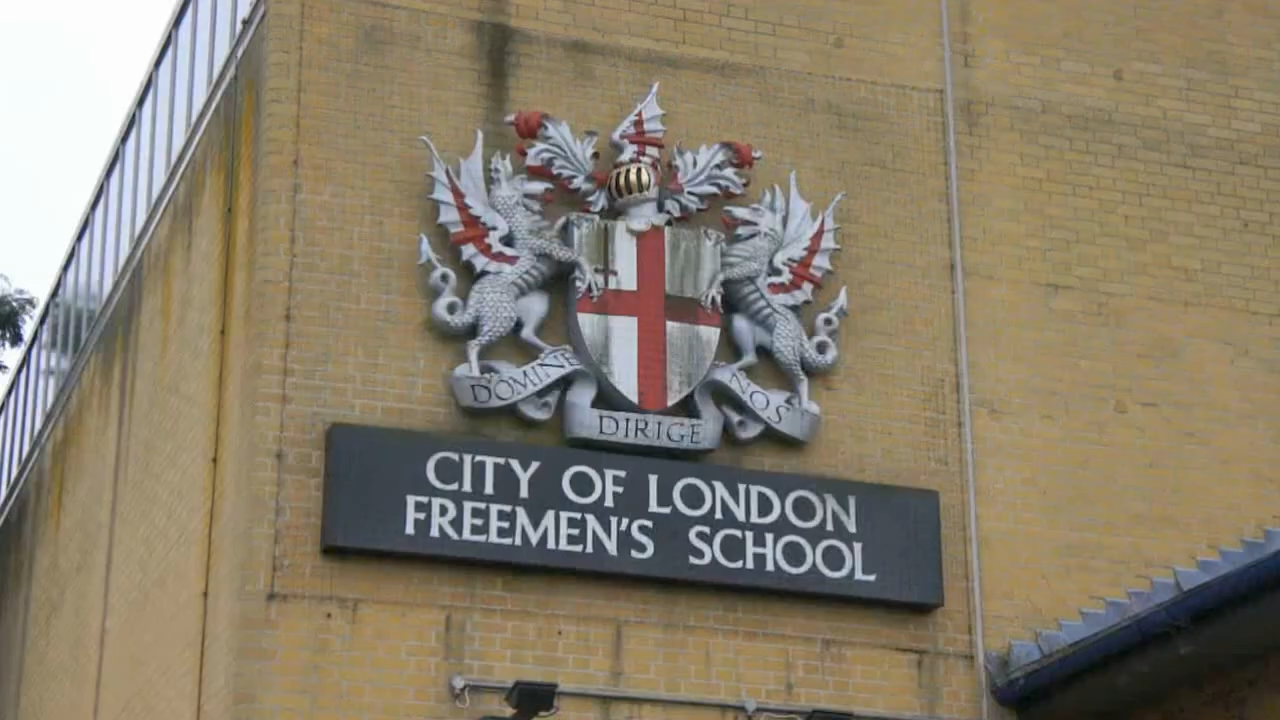 DOMINE
DIRIGE
NOS
CITY OF LONDON
FREEMEN'S SCHOOL